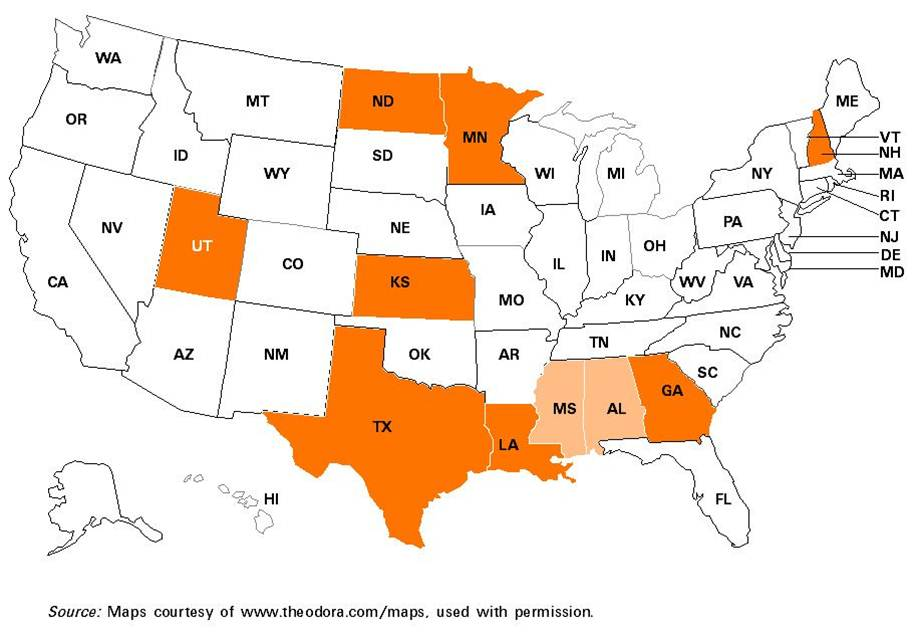 WA
OR
CA
NV
ID
MT
WY
UT
AZ
CO
NM
ND
SD
NE
KS
OK
TX
MN
IA
MO
AR
LA
WI
IL
MI
IN
OH
KY
TN
MS
AL
GA
FL
SC
NC
WV
VA
PA
NY
ME
VT
NH
MA
RI
CT
NJ
DE
MD
HI
Source: Maps courtesy of www.theodora.com/maps, used with permission.